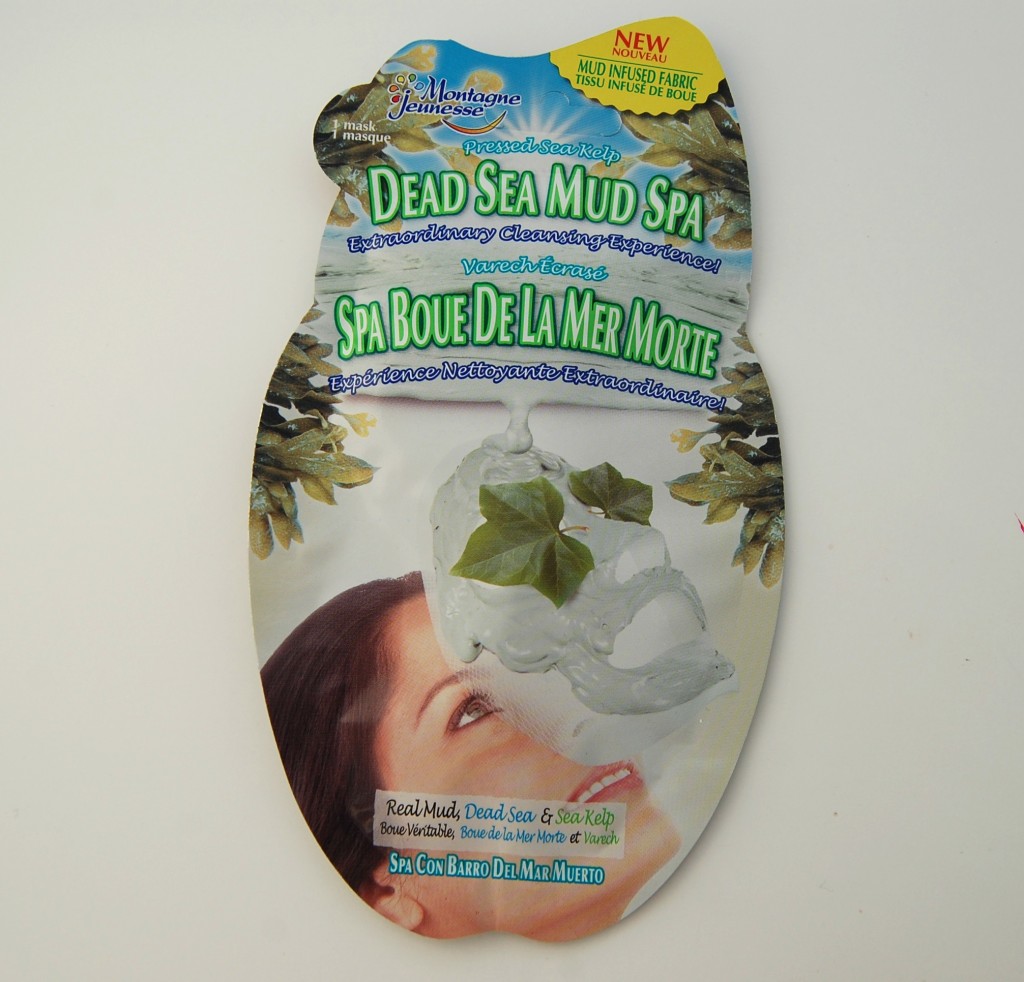 NEW
NOUVEAU
MUD INFUSED FABRIC
TISSU INFUSÉ DE BOUE
Montagne
Jeunesse
1 mask
1 masque
Pressed Sea Kelp
DEAD SEA MUD SPA
Extraordinary Cleansing Experience!
Varech Écrasé
SPA BOUE DE LA MER MORTE
Expérience Nettoyante Extraordinaire!
Real Mud, Dead Sea & Sea Kelp
Boue Véritable, Boue de la Mer Morte et Varech
SPA CON BARRO DEL MAR MUERTO